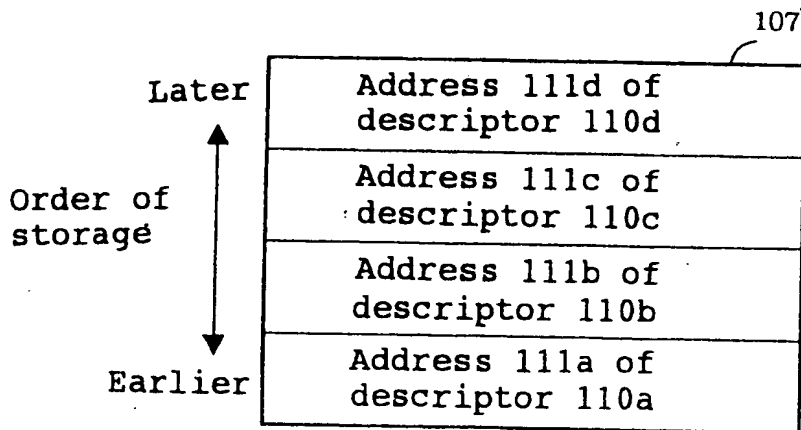 107
Later
Address 111d of
descriptor 110d
Order of
storage
Address 111c of
descriptor 110c
Address 111b of
descriptor 110b
Earlier
Address 111a of
descriptor 110a